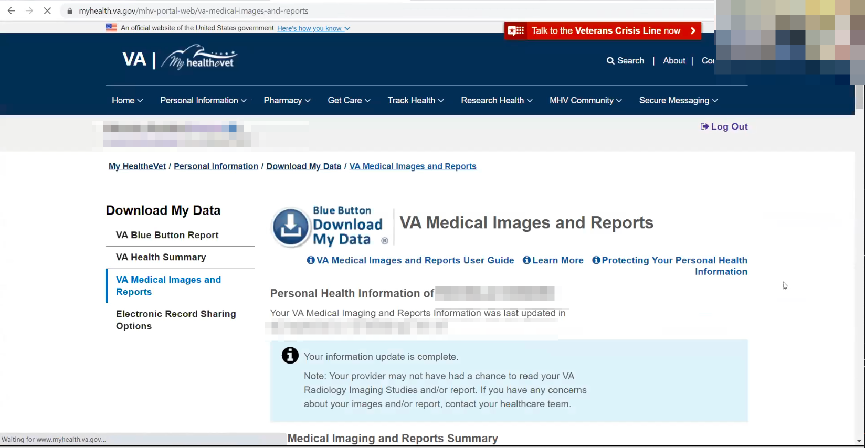 myhealth.va.gov/mhv-portal-web/va-medical-images-and-reports
An official website of the United States government Here's how you know
Talk to the Veterans Crisis Line now
VA | My HealtheVet
Search | About |
Home Personal Information Pharmacy Get Care Track Health Research Health MHV Community Secure Messaging
Log Out
My HealtheVet / Personal Information / Download My Data / VA Medical Images and Reports
Download My Data
VA Blue Button Report
VA Health Summary
VA Medical Images and
Reports
Electronic Record Sharing
Options
Blue Button
Download
My Data ®
VA Medical Images and Reports
VA Medical Images and Reports User Guide Learn More Protecting Your Personal Health
Information
Personal Health Information of
Your VA Medical Imaging and Reports Information was last updated in
Your information update is complete.
Note: Your provider may not have had a chance to read your VA
Radiology Imaging Studies and/or report. If you have any concerns
about your images and/or report, contact your healthcare team.
Medical Imaging and Reports Summary
Waiting for www.myhealth.va.gov...